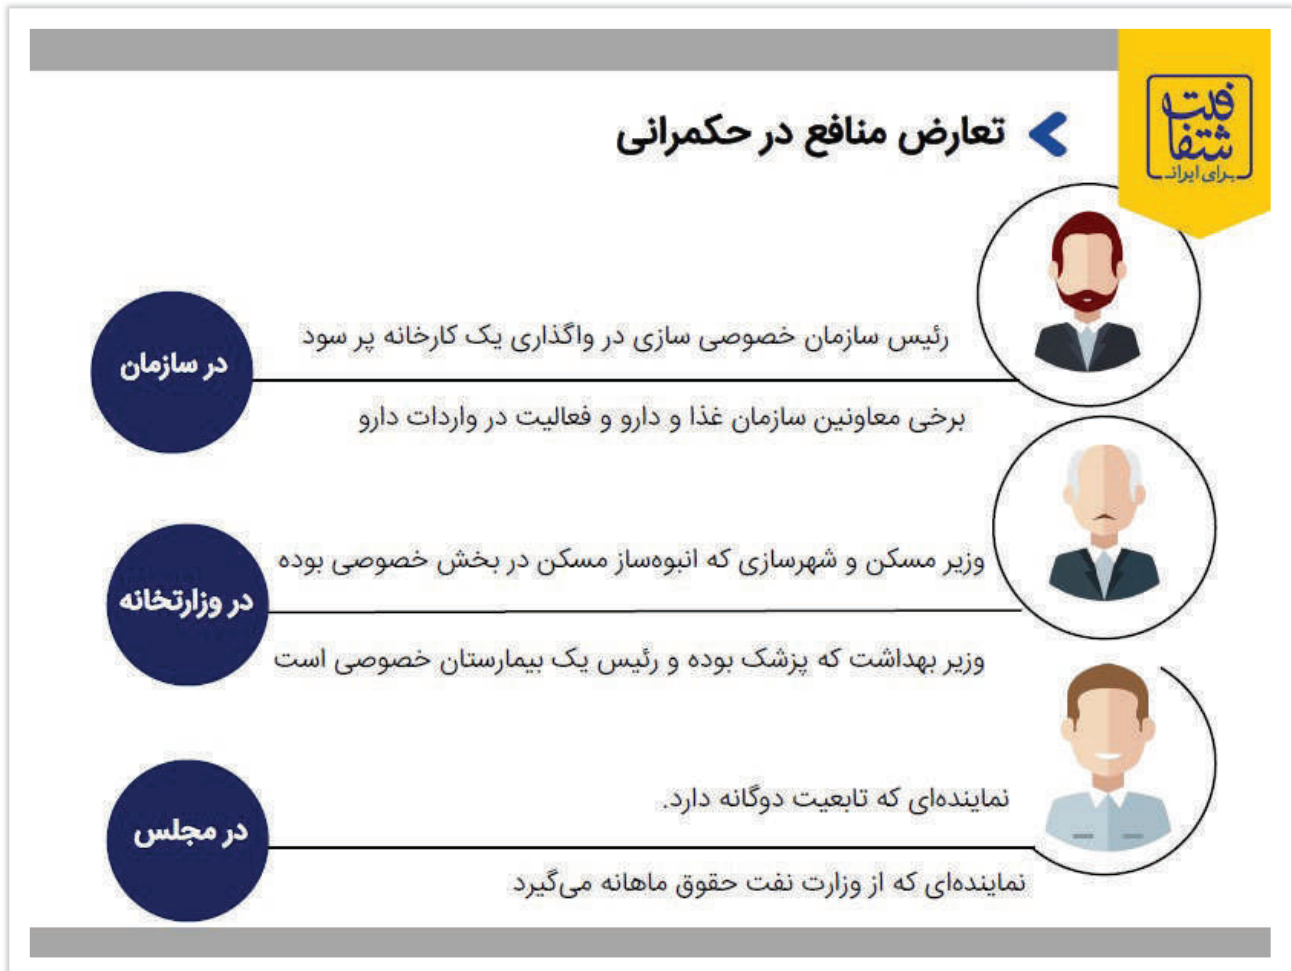 شفافیت
برای ایران
تعارض منافع در حکمرانی
رئیس سازمان خصوصی سازی در واگذاری یک کارخانه پر سود
در سازمان
برخی معاونین سازمان غذا و دارو و فعالیت در واردات دارو
وزیر مسکن و شهرسازی که انبوه‌ساز مسکن در بخش خصوصی بوده
در وزارتخانه
وزیر بهداشت که پزشک بوده و رئیس یک بیمارستان خصوصی است
نماینده‌ای که تابعیت دوگانه دارد.
در مجلس
نماینده‌ای که از وزارت نفت حقوق ماهانه می‌گیرد